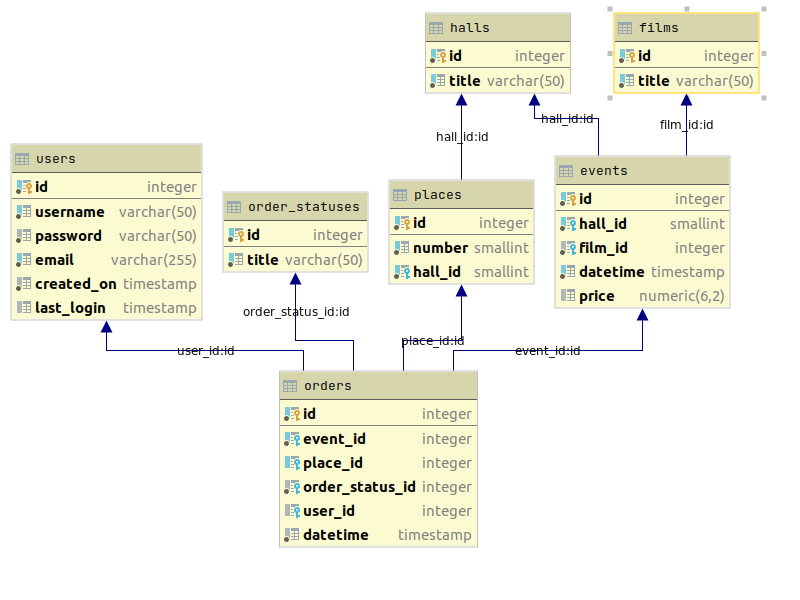 halls
id integer
title varchar(50)
films
id integer
title varchar(50)
hall_id:id
hall_id:id
film_id:id
users
id integer
username varchar(50)
password varchar(50)
email varchar(255)
created_on timestamp
last_login timestamp
order_statuses
id integer
title varchar(50)
places
id integer
number smallint
hall_id smallint
events
id integer
hall_id smallint
film_id integer
datetime timestamp
price numeric(6,2)
order_status_id:id
user_id:id
place_id:id
event_id:id
orders
id integer
event_id integer
place_id integer
order_status_id integer
user_id integer
datetime timestamp